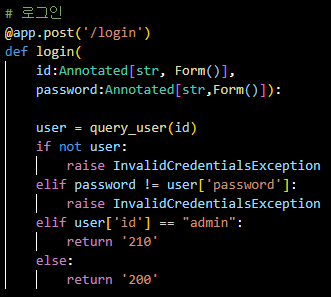 # 로그인
@app.post('/login')
def login(
    id:Annotated[str, Form()],
    password:Annotated[str,Form()]):

    user = query_user(id)
    if not user:
        raise InvalidCredentialsException
    elif password != user['password']:
        raise InvalidCredentialsException
    elif user['id'] == "admin":
        return '210'
    else:
        return '200'